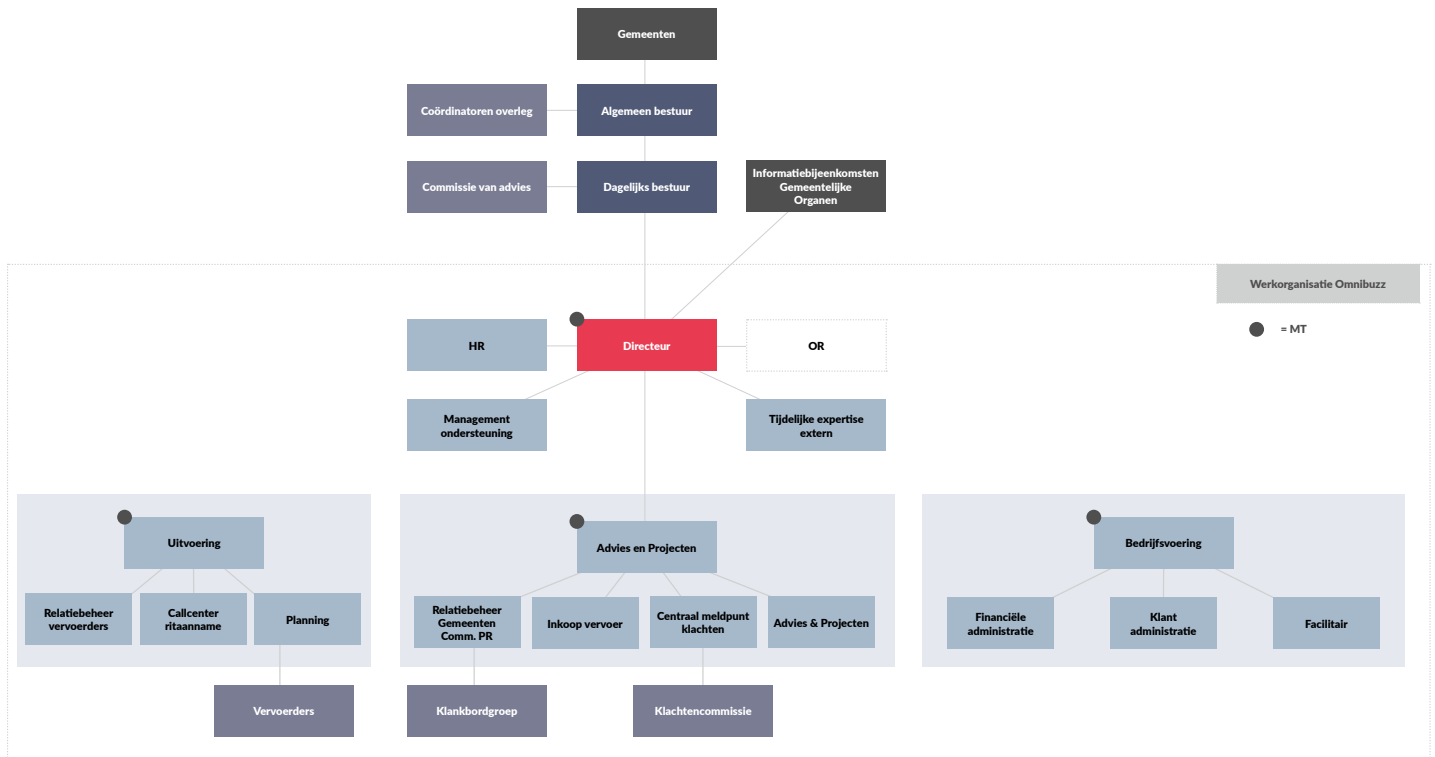 Gemeenten
Coördinatoren overleg
Algemeen bestuur
Commissie van advies
Dagelijks bestuur
Informatiebijeenkomsten
Gemeentelijke
Organen
Werkorganisatie Omnibuzz
= MT
HR
Directeur
OR
Management
ondersteuning
Tijdelijke expertise
extern
Uitvoering
Advies en Projecten
Bedrijfsvoering
Relatiebeheer
vervoerders
Callcenter
ritaanname
Planning
Relatiebeheer
Gemeenten
Comm. PR
Inkoop vervoer
Centraal meldpunt
klachten
Advies & Projecten
Financiële
administratie
Klant
administratie
Facilitair
Vervoerders
Klankbordgroep
Klachtencommissie